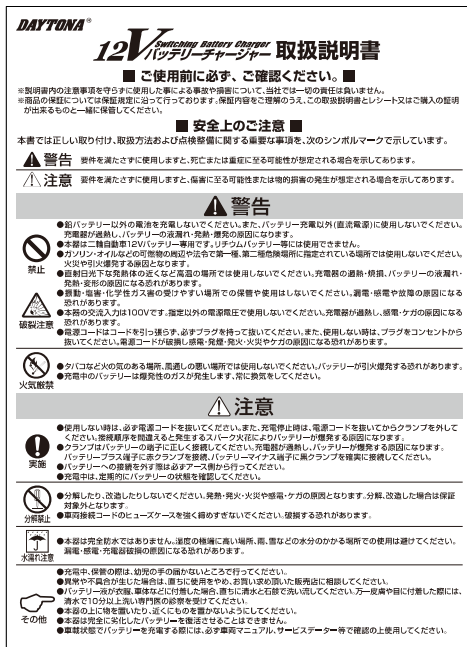 DAYTONA®
12V Switching Battery Charger バッテリーチャージャー 取扱説明書
■ ご使用前に必ず、ご確認ください。■
※説明書内の注意事項を守らずに使用した事による事故や損害について、当社では一切の責任は負いません。
※商品の保証については保証規定に沿って行っております。保証内容をご理解のうえ、この取扱説明書とレシート又はご購入の証明
が出来るものと一緒に保管してください。
■ 安全上のご注意 ■
本書では正しい取り付け、取扱方法および点検整備に関する重要な事項を、次のシンボルマークで示しています。
警告 要件を満たさずに使用しますと、死亡または重症に至る可能性が想定される場合を示してあります。
注意 要件を満たさずに使用しますと、傷害に至る可能性または物的損害の発生が想定される場合を示してあります。
警告
●鉛バッテリー以外の電池を充電しないでください。また、バッテリー充電以外(直流電源)に使用しないでください。
充電器が過熱し、バッテリーの液漏れ・発熱・爆発の原因になります。
●本器は二輪自動車12Vバッテリー専用です。リチウムバッテリー等には使用できません。
●ガソリン・オイルなどの可燃物の周辺や法令で第一種、第二種危険場所に指定されている場所では使用しないでください。
火災や引火爆発する原因となります。
禁止
●直射日光下など発熱体の近くなど高温の場所では使用しないでください。充電器の過熱・焼損、バッテリーの液漏れ・
発熱・変形の原因になる恐れがあります。
●振動・塩害・化学性ガス害の受けやすい場所での保管や使用はしないでください。漏電・感電や故障の原因になる
恐れがあります。
●本器の交流入力は100Vです。指定以外の電源電圧で使用しないでください。充電器が過熱し、感電・ケガの原因になる
恐れがあります。
破裂注意
●電源コードはコードを引っ張らず、必ずプラグを持って抜いてください。また、使用しない時は、プラグをコンセントから
抜いてください。電源コードが破損し感電・発煙・発火・火災やケガの原因になる恐れがあります。
●タバコなど火の気のある場所、風通しの悪い場所では使用しないでください。バッテリーが引火爆発する恐れがあります。
●充電中のバッテリーは爆発性のガスが発生します、常に換気をしてください。
火気厳禁
注意
●使用しない時は、必ず電源コードを抜いてください。また、充電停止時は、電源コードを抜いてからクランプを外して
ください。接続順序を間違えると発生するスパーク火花によりバッテリーが爆発する原因になります。
●クランプはバッテリーの端子に正しく接続してください。充電器が過熱し、バッテリーが爆発する原因になります。
バッテリープラス端子に赤クランプを接続、バッテリーマイナス端子に黒クランプを確実に接続してください。
●バッテリーへの接続を外す際は必ずアース側から行ってください。
●充電中は、定期的にバッテリーの状態を確認してください。
実施
●分解したり、改造したりしないでください。発熱・発火・火災や感電・ケガの原因となります。分解、改造した場合は保証
対象外となります。
●車両接続コードのヒューズケースを強く締めすぎないでください。破損する恐れがあります。
分解禁止
●本器は完全防水ではありません。湿度の極端に高い場所、雨、雪などの水分のかかる場所での使用は避けてください。
漏電・感電・充電器破損の原因になる恐れがあります。
水濡れ注意
●充電中、保管の際は、幼児の手の届かないところで行ってください。
●異常や不具合が生じた場合は、直ちに使用をやめ、お買い求め頂いた販売店に相談してください。
●バッテリー液が衣服、車体などに付着した場合、直ちに清水と石鹸で洗い流してください。万一皮膚や目に付着した際には、
清水で10分以上洗い専門医の診察を受けてください。
●本器の上に物を置いたり、近くにものを置かないようにしてください。
●本器は完全に劣化したバッテリーを復活させることはできません。
●車載状態でバッテリーを充電する際には、必ず車両マニュアル、サービスデーター等で確認の上使用してください。
その他